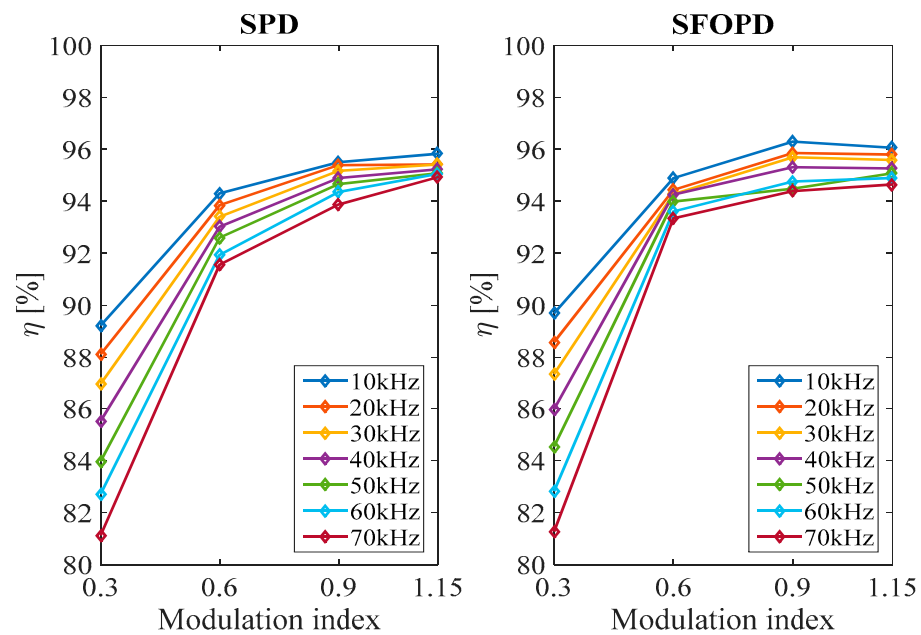 SPD
100
98
96
94
92
90
88
86
84
82
80
η [%]
10kHz
20kHz
30kHz
40kHz
50kHz
60kHz
70kHz
0.3 0.6 0.9 1.15
Modulation index
SFOPD
100
98
96
94
92
90
88
86
84
82
80
η [%]
10kHz
20kHz
30kHz
40kHz
50kHz
60kHz
70kHz
0.3 0.6 0.9 1.15
Modulation index